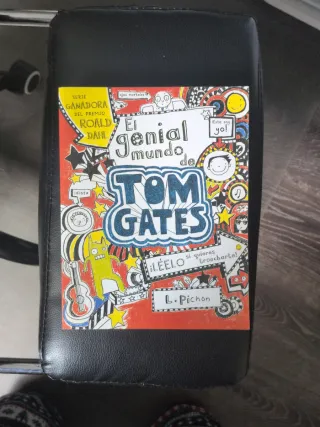 SERIE
GANADORA
DEL PREMIO
ROALD
DAHL
El
genial
mundo
de
TOM
GATES
¡LÉELO si quieres
troncharte!
L. Pichon